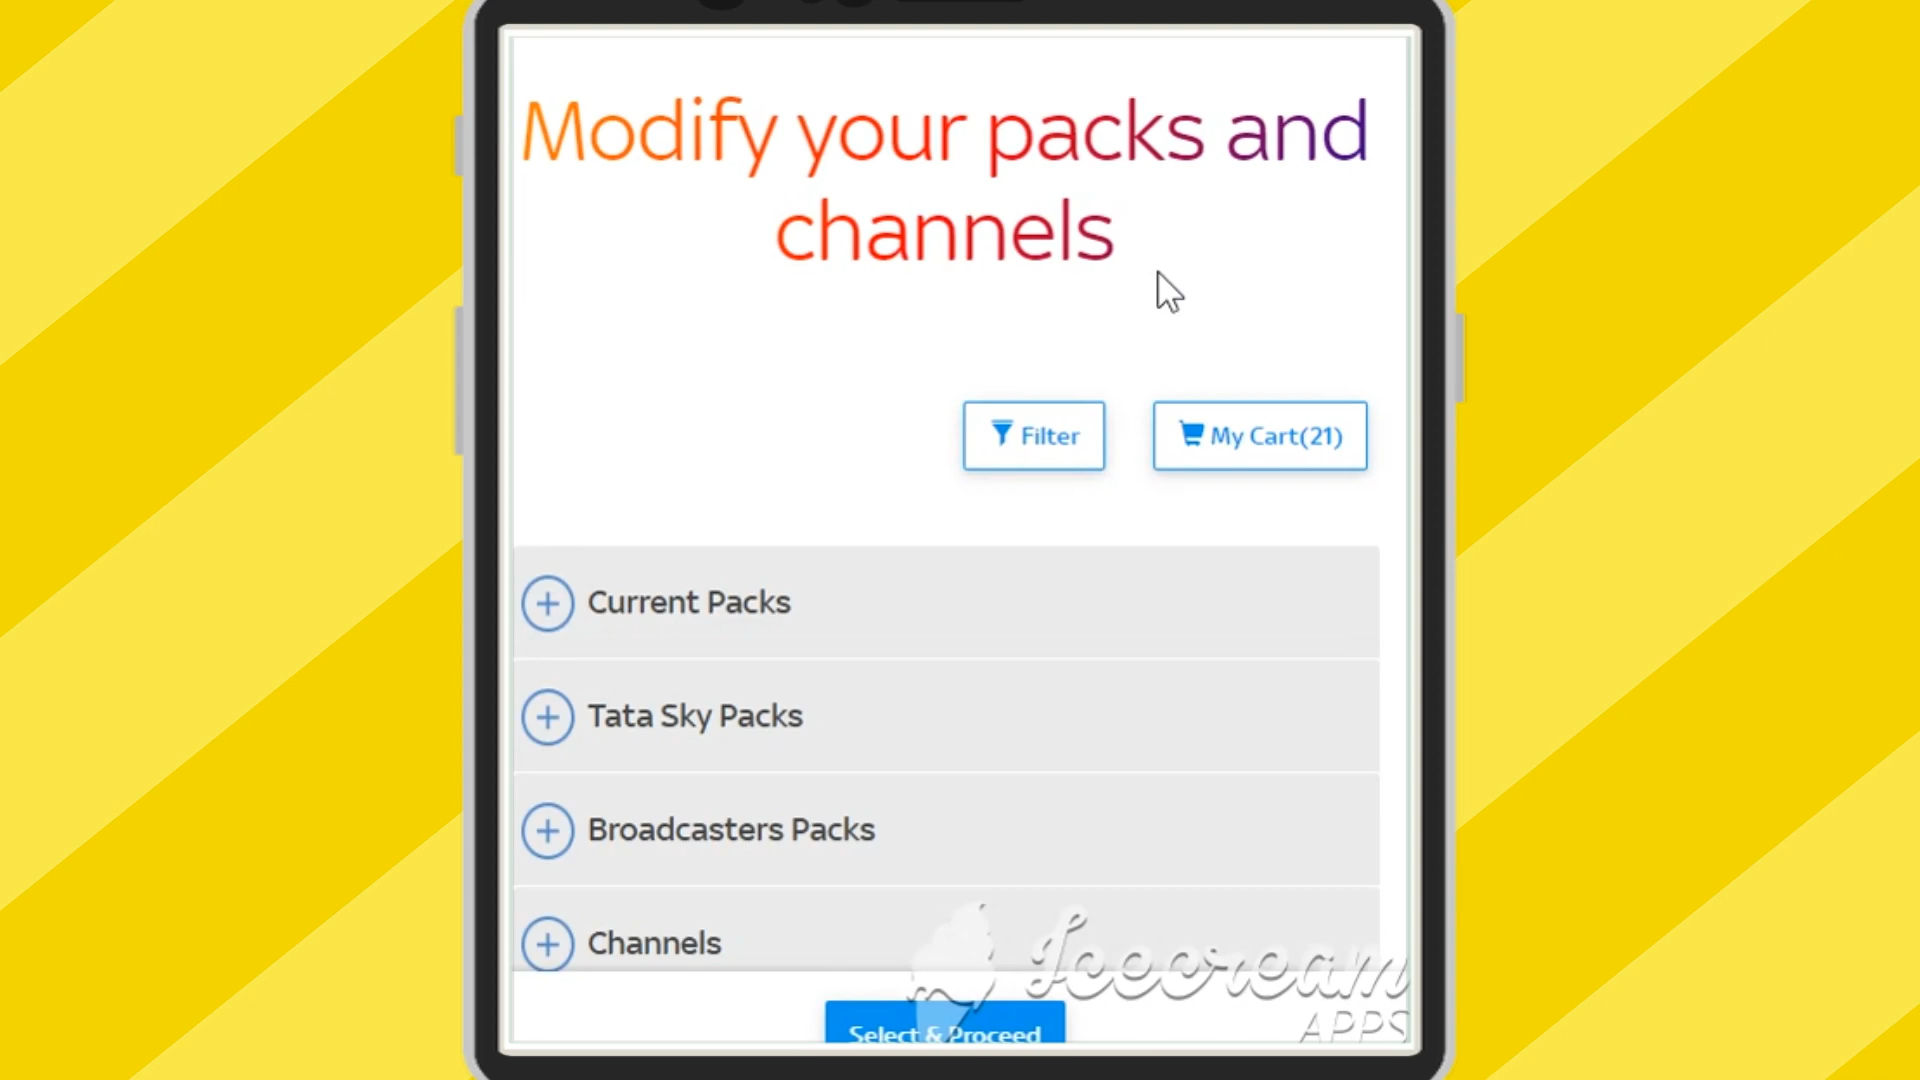 Modify your packs and
channels
Filter
My Cart(21)
Current Packs
Tata Sky Packs
Broadcasters Packs
Channels
Select & Proceed
Icecream
APPS